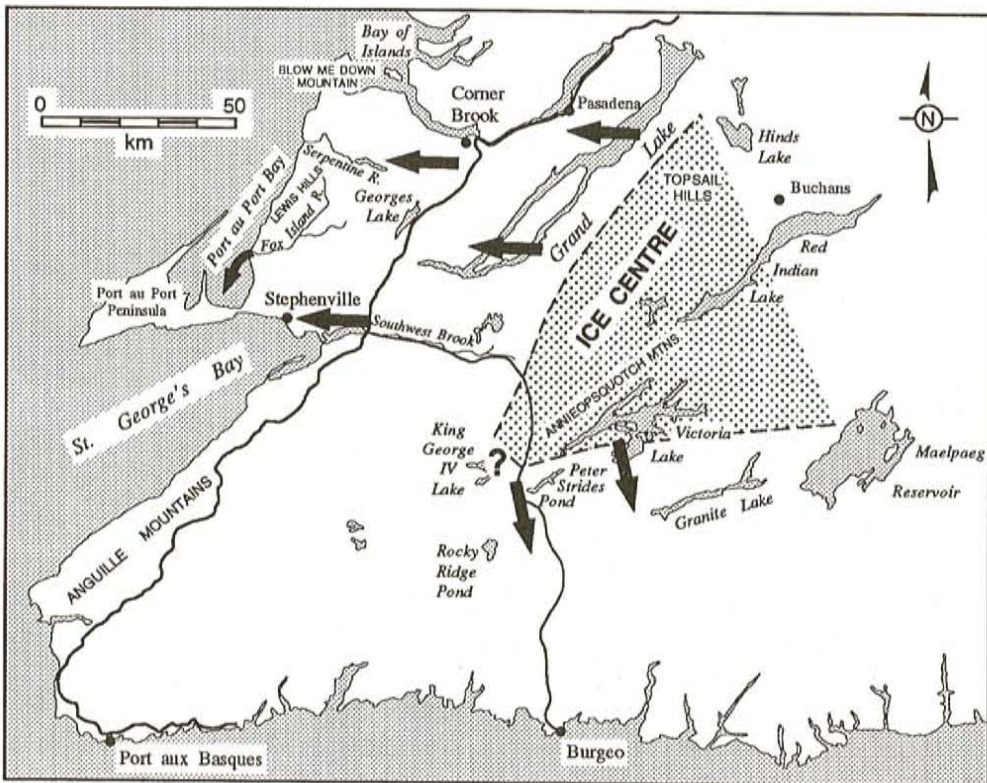 Bay of
Islands
BLOW ME DOWN
MOUNTAIN
0
50
km
Corner
Brook
Pasadena
N
Hinds
Lake
Serpentine R.
LEWIS HILLS
Port au Port Bay
Fox Island R.
Georges
Lake
Grand Lake
TOPSAIL
HILLS
Buchans
Red
Indian
Lake
ICE CENTRE
Port au Port
Peninsula
Stephenville
Southwest Brook
St. George's Bay
ANNIEOPSQUOTCH MTNS
King
George
IV
Lake
?
Peter
Strides
Pond
Victoria
Lake
Granite Lake
Maelpaeg
Reservoir
ANGUILLE MOUNTAINS
Rocky
Ridge
Pond
Port aux Basques
Burgeo